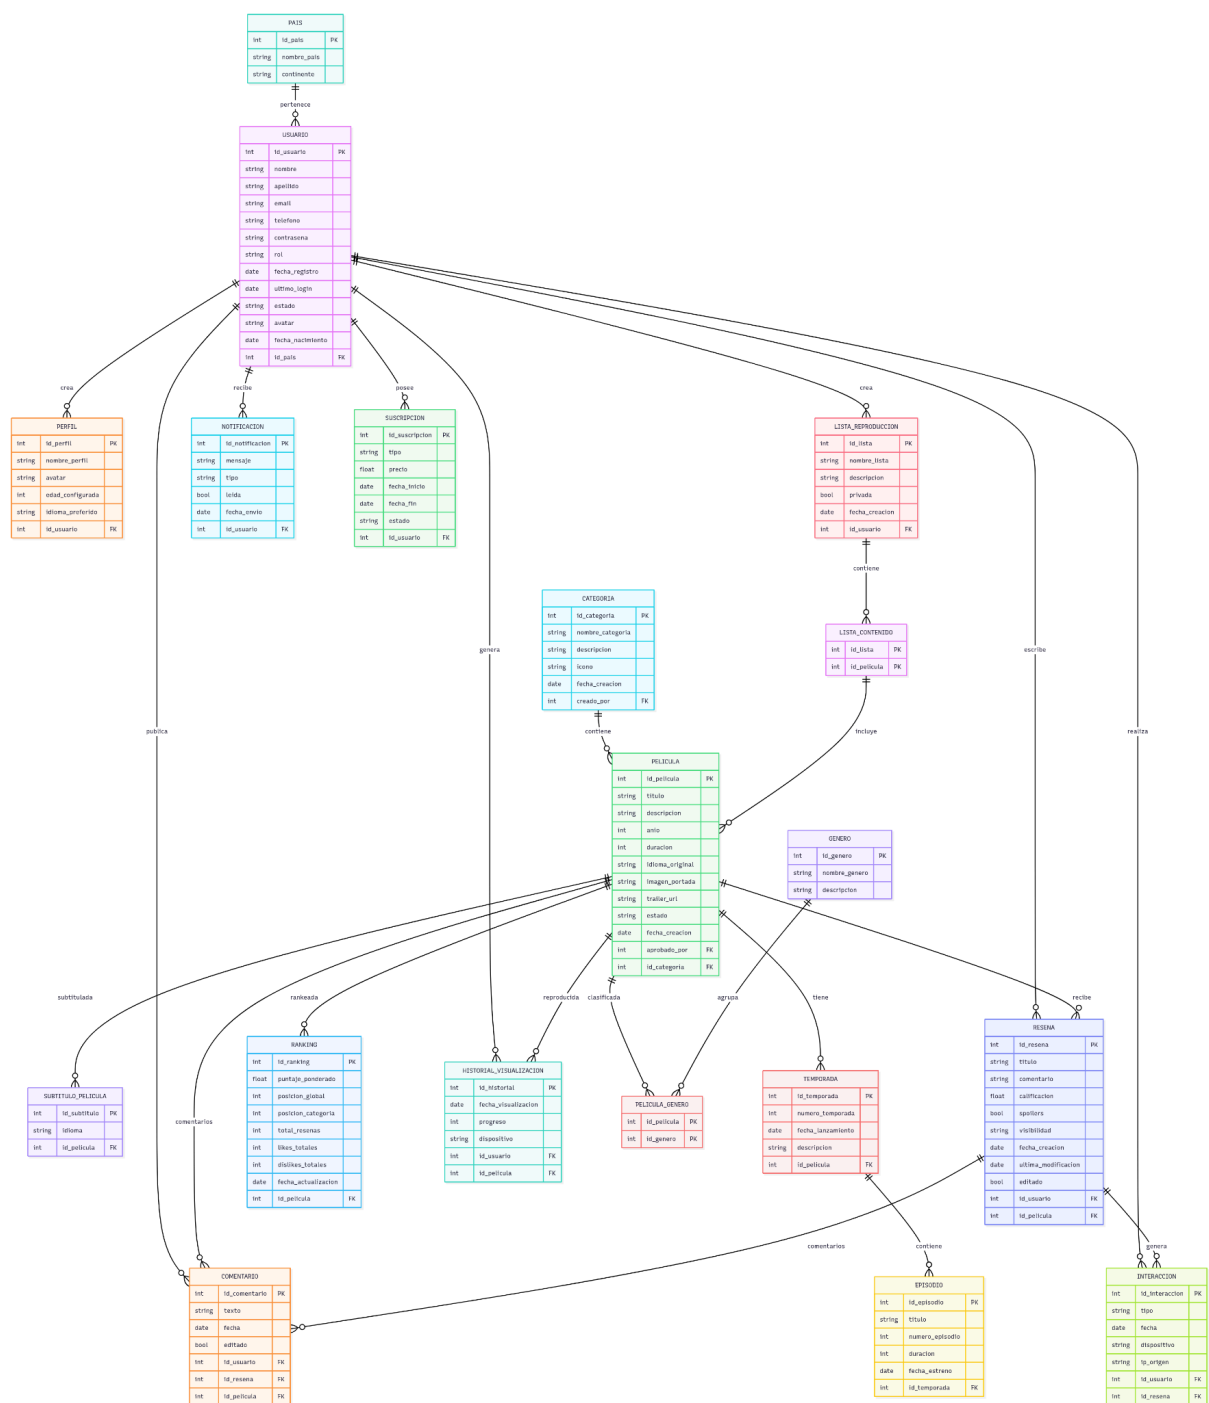 PAIS
int id_pais PK
string nombre_pais
string continente
pertenece
USUARIO
int id_usuario PK
string nombre
string apellido
string email
string telefono
string contrasena
string rol
date fecha_registro
date ultimo_login
string estado
string avatar
date fecha_nacimiento
int id_pais FK
crea
recibe
posee
crea
PERFIL
int id_perfil PK
string nombre_perfil
string avatar
int edad_configurada
string idioma_preferido
int id_usuario FK
NOTIFICACION
int id_notificacion PK
string mensaje
string tipo
bool leida
date fecha_envio
int id_usuario FK
SUSCRIPCION
int id_suscripcion PK
string tipo
float precio
date fecha_inicio
date fecha_fin
string estado
int id_usuario FK
LISTA_REPRODUCCION
int id_lista PK
string nombre_lista
string descripcion
bool privada
date fecha_creacion
int id_usuario FK
contiene
CATEGORIA
int id_categoria PK
string nombre_categoria
string descripcion
string icono
date fecha_creacion
int creado_por FK
LISTA_CONTENIDO
int id_lista PK
int id_pelicula PK
genera
escribe
publica
contiene
incluye
realiza
PELICULA
int id_pelicula PK
string titulo
string descripcion
int anio
int duracion
string idioma_original
string imagen_portada
string trailer_url
string estado
date fecha_creacion
int aprobado_por FK
int id_categoria FK
GENERO
int id_genero PK
string nombre_genero
string descripcion
subtitulada
rankeada
reproducida
clasificada
agrupa
tiene
recibe
RANKING
int id_ranking PK
float puntaje_ponderado
int posicion_global
int posicion_categoria
int total_resenas
int likes_totales
int dislikes_totales
date fecha_actualizacion
int id_pelicula FK
HISTORIAL_VISUALIZACION
int id_historial PK
date fecha_visualizacion
int progreso
string dispositivo
int id_usuario FK
int id_pelicula FK
RESENA
int id_resena PK
string titulo
string comentario
float calificacion
bool spoilers
string visibilidad
date fecha_creacion
date ultima_modificacion
bool editado
int id_usuario FK
int id_pelicula FK
SUBTITULO_PELICULA
int id_subtitulo PK
string idioma
int id_pelicula FK
PELICULA_GENERO
int id_pelicula PK
int id_genero PK
TEMPORADA
int id_temporada PK
int numero_temporada
date fecha_lanzamiento
string descripcion
int id_pelicula FK
comentarios
comentarios
contiene
genera
COMENTARIO
int id_comentario PK
string texto
date fecha
bool editado
int id_usuario FK
int id_resena FK
int id_pelicula FK
EPISODIO
int id_episodio PK
string titulo
int numero_episodio
int duracion
date fecha_estreno
int id_temporada FK
INTERACCION
int id_interaccion PK
string tipo
date fecha
string dispositivo
string ip_origen
int id_usuario FK
int id_resena FK